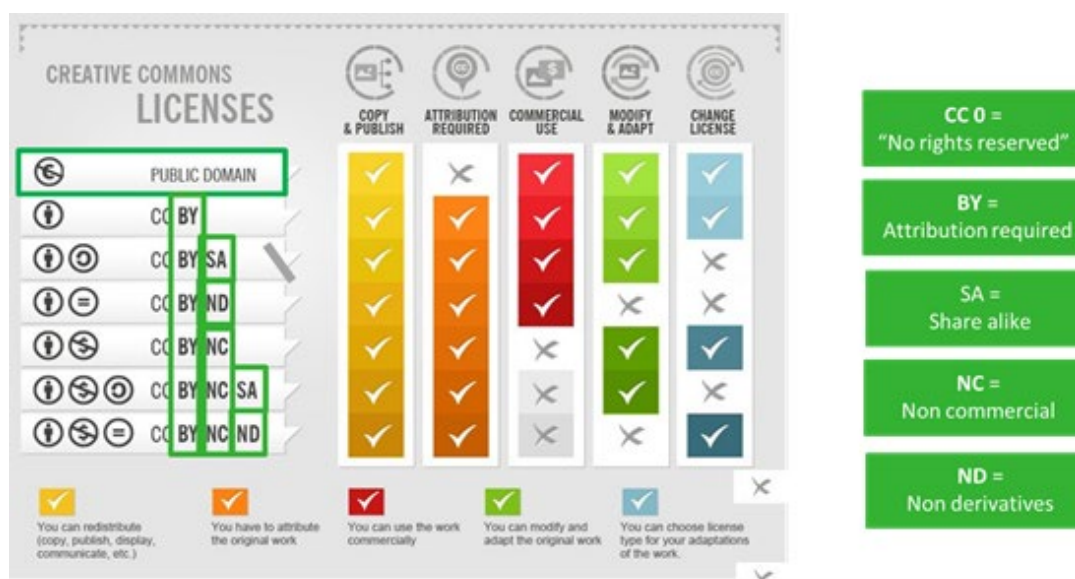 CREATIVE COMMONS
LICENSES
COPY
& PUBLISH
ATTRIBUTION
REQUIRED
COMMERCIAL
USE
MODIFY
& ADAPT
CHANGE
LICENSE
PUBLIC DOMAIN
CC BY
CC BY SA
CC BY ND
CC BY NC
CC BY NC SA
CC BY NC ND
You can redistribute
(copy, publish, display,
communicate, etc.)
You have to attribute
the original work
You can use the work
commercially
You can modify and
adapt the original work
You can choose license
type for your adaptations
of the work.
CC 0 =
“No rights reserved”
BY =
Attribution required
SA =
Share alike
NC =
Non commercial
ND =
Non derivatives